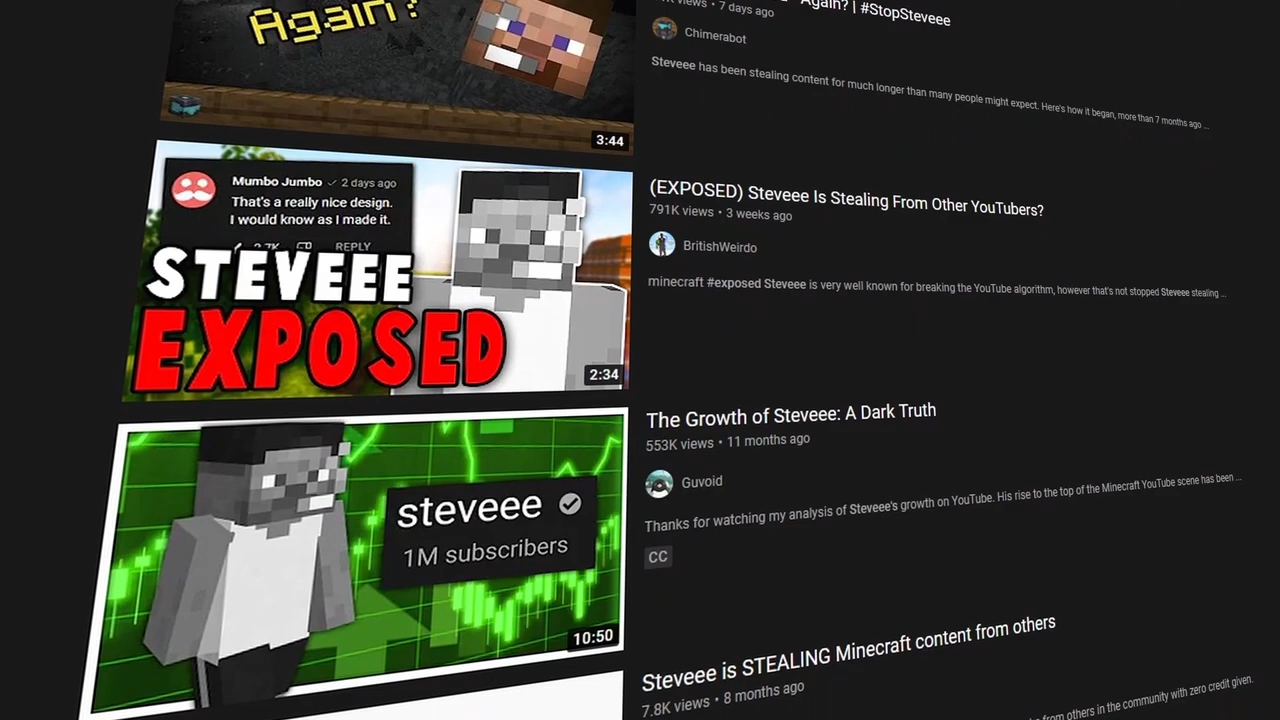 Again?
3:44
views • 7 days ago
Again? | #StopSteveee
Chimerabot
Steveee has been stealing content for much longer than many people might expect. Here's how it began, more than 7 months ago ...
Mumbo Jumbo 2 days ago
That's a really nice design.
I would know as I made it.
2.7K REPLY
STEVEEE
EXPOSED
2:34
(EXPOSED) Steveee Is Stealing From Other YouTubers?
791K views • 3 weeks ago
BritishWeirdo
minecraft #exposed Steveee is very well known for breaking the YouTube algorithm, however that's not stopped Steveee stealing ...
steveee
1M subscribers
10:50
The Growth of Steveee: A Dark Truth
553K views • 11 months ago
Guvoid
Thanks for watching my analysis of Steveee's growth on YouTube. His rise to the top of the Minecraft YouTube scene has been ...
CC
Steveee is STEALING Minecraft content from others
7.8K views • 8 months ago
from others in the community with zero credit given.